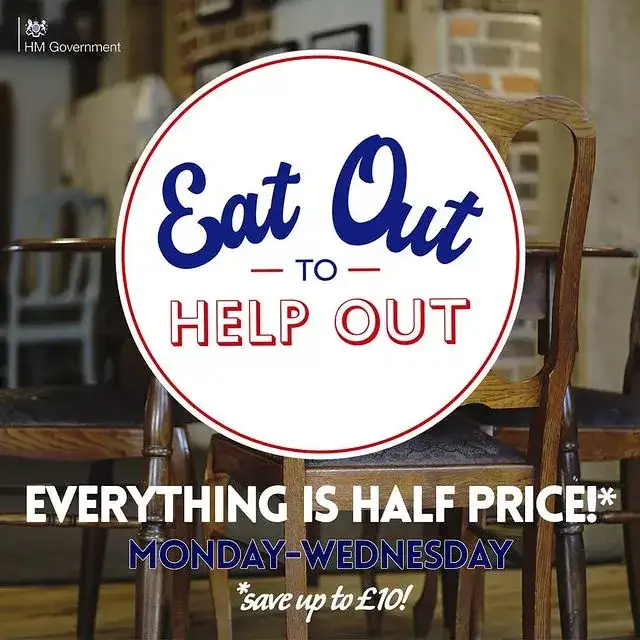 HM Government
Eat Out
TO
HELP OUT
EVERYTHING IS HALF PRICE!*
MONDAY-WEDNESDAY
*save up to £10!